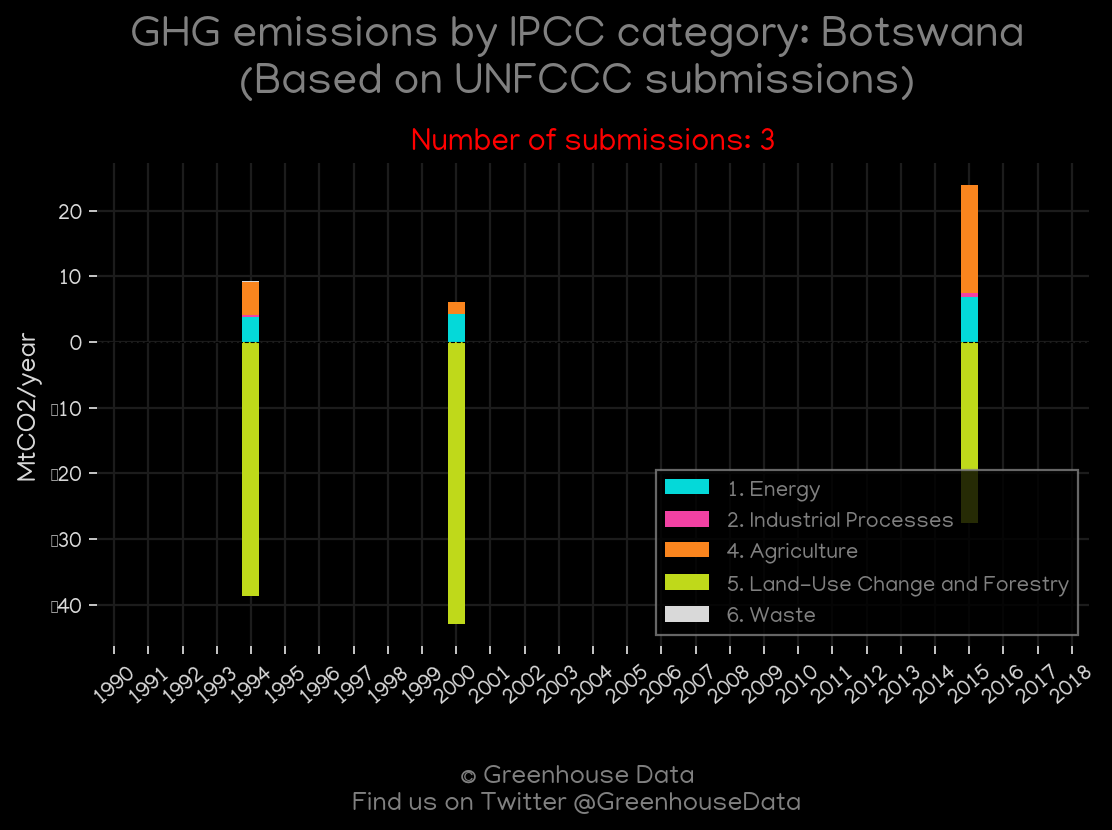 GHG emissions by IPCC category: Botswana
(Based on UNFCCC submissions)
Number of submissions: 3
MtCO2/year
20
10
0
▯10
▯20
▯30
▯40
1. Energy
2. Industrial Processes
4. Agriculture
5. Land-Use Change and Forestry
6. Waste
1990 1991 1992 1993 1994 1995 1996 1997 1998 1999 2000 2001 2002 2003 2004 2005 2006 2007 2008 2009 2010 2011 2012 2013 2014 2015 2016 2017 2018
© Greenhouse Data
Find us on Twitter @GreenhouseData